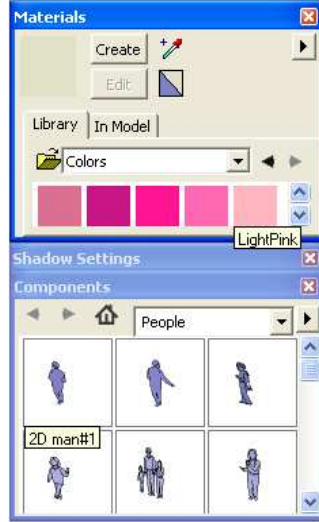 Materials
Create
Edit
Library
In Model
Colors
LightPink
Shadow Settings
Components
People
2D man#1